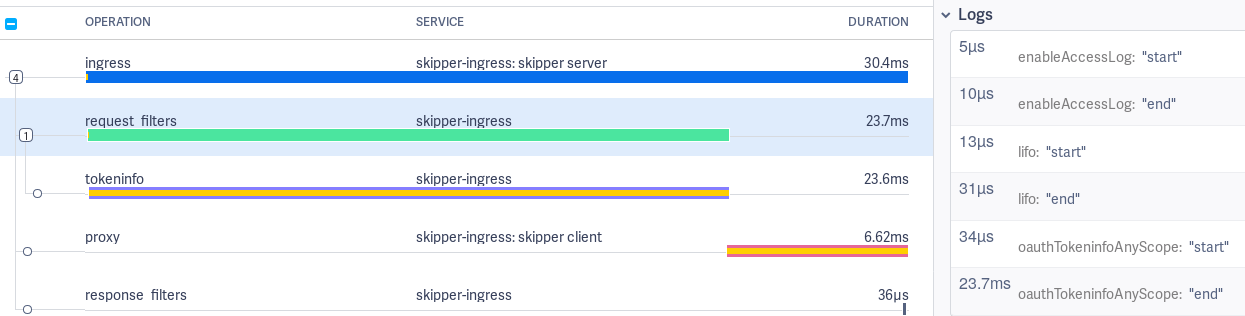 OPERATION SERVICE DURATION
ingress skipper-ingress: skipper server 30.4ms
4
request_filters skipper-ingress 23.7ms
1
tokeninfo skipper-ingress 23.6ms
proxy skipper-ingress: skipper client 6.62ms
response_filters skipper-ingress 36µs
Logs
5µs enableAccessLog: "start"
10µs enableAccessLog: "end"
13µs lifo: "start"
31µs lifo: "end"
34µs oauthTokeninfoAnyScope: "start"
23.7ms oauthTokeninfoAnyScope: "end"